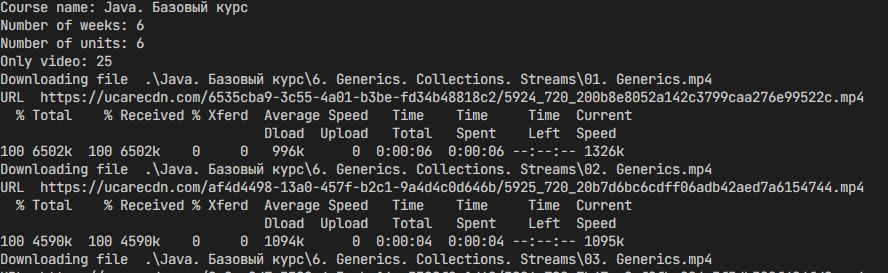 Course name: Java. Базовый курс
Number of weeks: 6
Number of units: 6
Only video: 25
Downloading file  .\Java. Базовый курс\6. Generics. Collections. Streams\01. Generics.mp4
URL  https://ucarecdn.com/6535cba9-3c55-4a01-b3be-fd34b48818c2/5924_720_200b8e8052a142c3799caa276e99522c.mp4
  % Total    % Received % Xferd  Average Speed   Time    Time     Time  Current
                                 Dload  Upload   Total   Spent    Left  Speed
100 6502k  100 6502k    0     0   996k      0  0:00:06  0:00:06 --:--:-- 1326k
Downloading file  .\Java. Базовый курс\6. Generics. Collections. Streams\02. Generics.mp4
URL  https://ucarecdn.com/af4d4498-13a0-457f-b2c1-9a4d4c0d646b/5925_720_20b7d6bc6cdff06adb42aed7a6154744.mp4
  % Total    % Received % Xferd  Average Speed   Time    Time     Time  Current
                                 Dload  Upload   Total   Spent    Left  Speed
100 4590k  100 4590k    0     0  1094k      0  0:00:04  0:00:04 --:--:-- 1095k
Downloading file  .\Java. Базовый курс\6. Generics. Collections. Streams\03. Generics.mp4